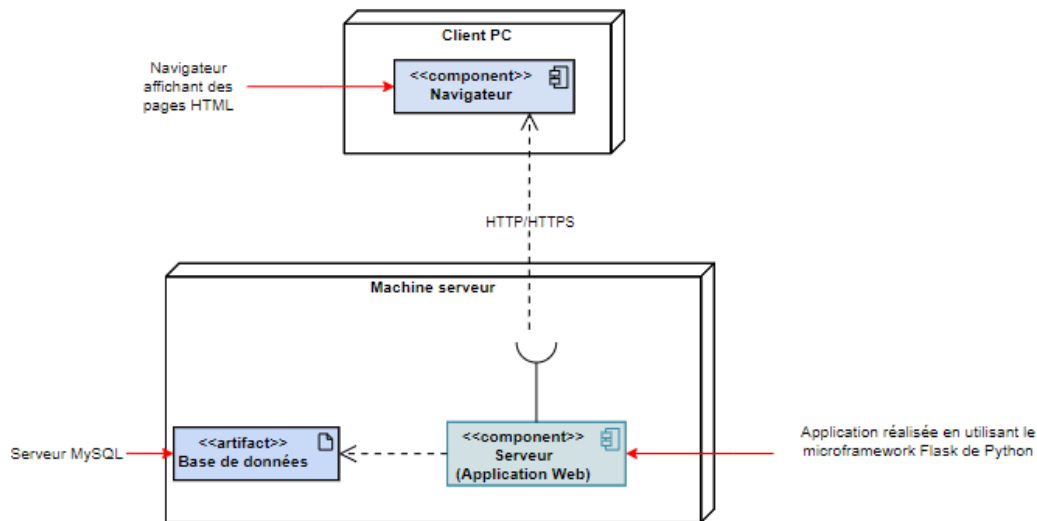 Client PC
Navigateur
affichant des
pages HTML
<<component>>
Navigateur
HTTP/HTTPS
Machine serveur
Serveur MySQL
<<artifact>>
Base de données
<<component>>
Serveur
(Application Web)
Application réalisée en utilisant le
microframework Flask de Python